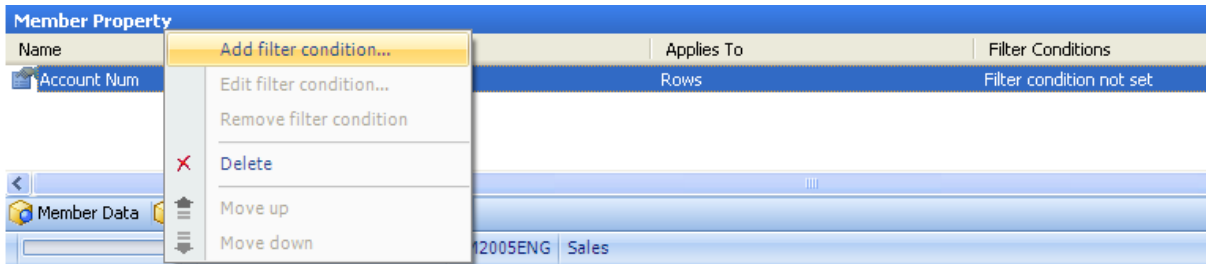 Member Property
Name Applies To Filter Conditions
Account Num Rows Filter condition not set
Add filter condition...
Edit filter condition...
Remove filter condition
Delete
Move up
Move down
Member Data
2005ENG Sales